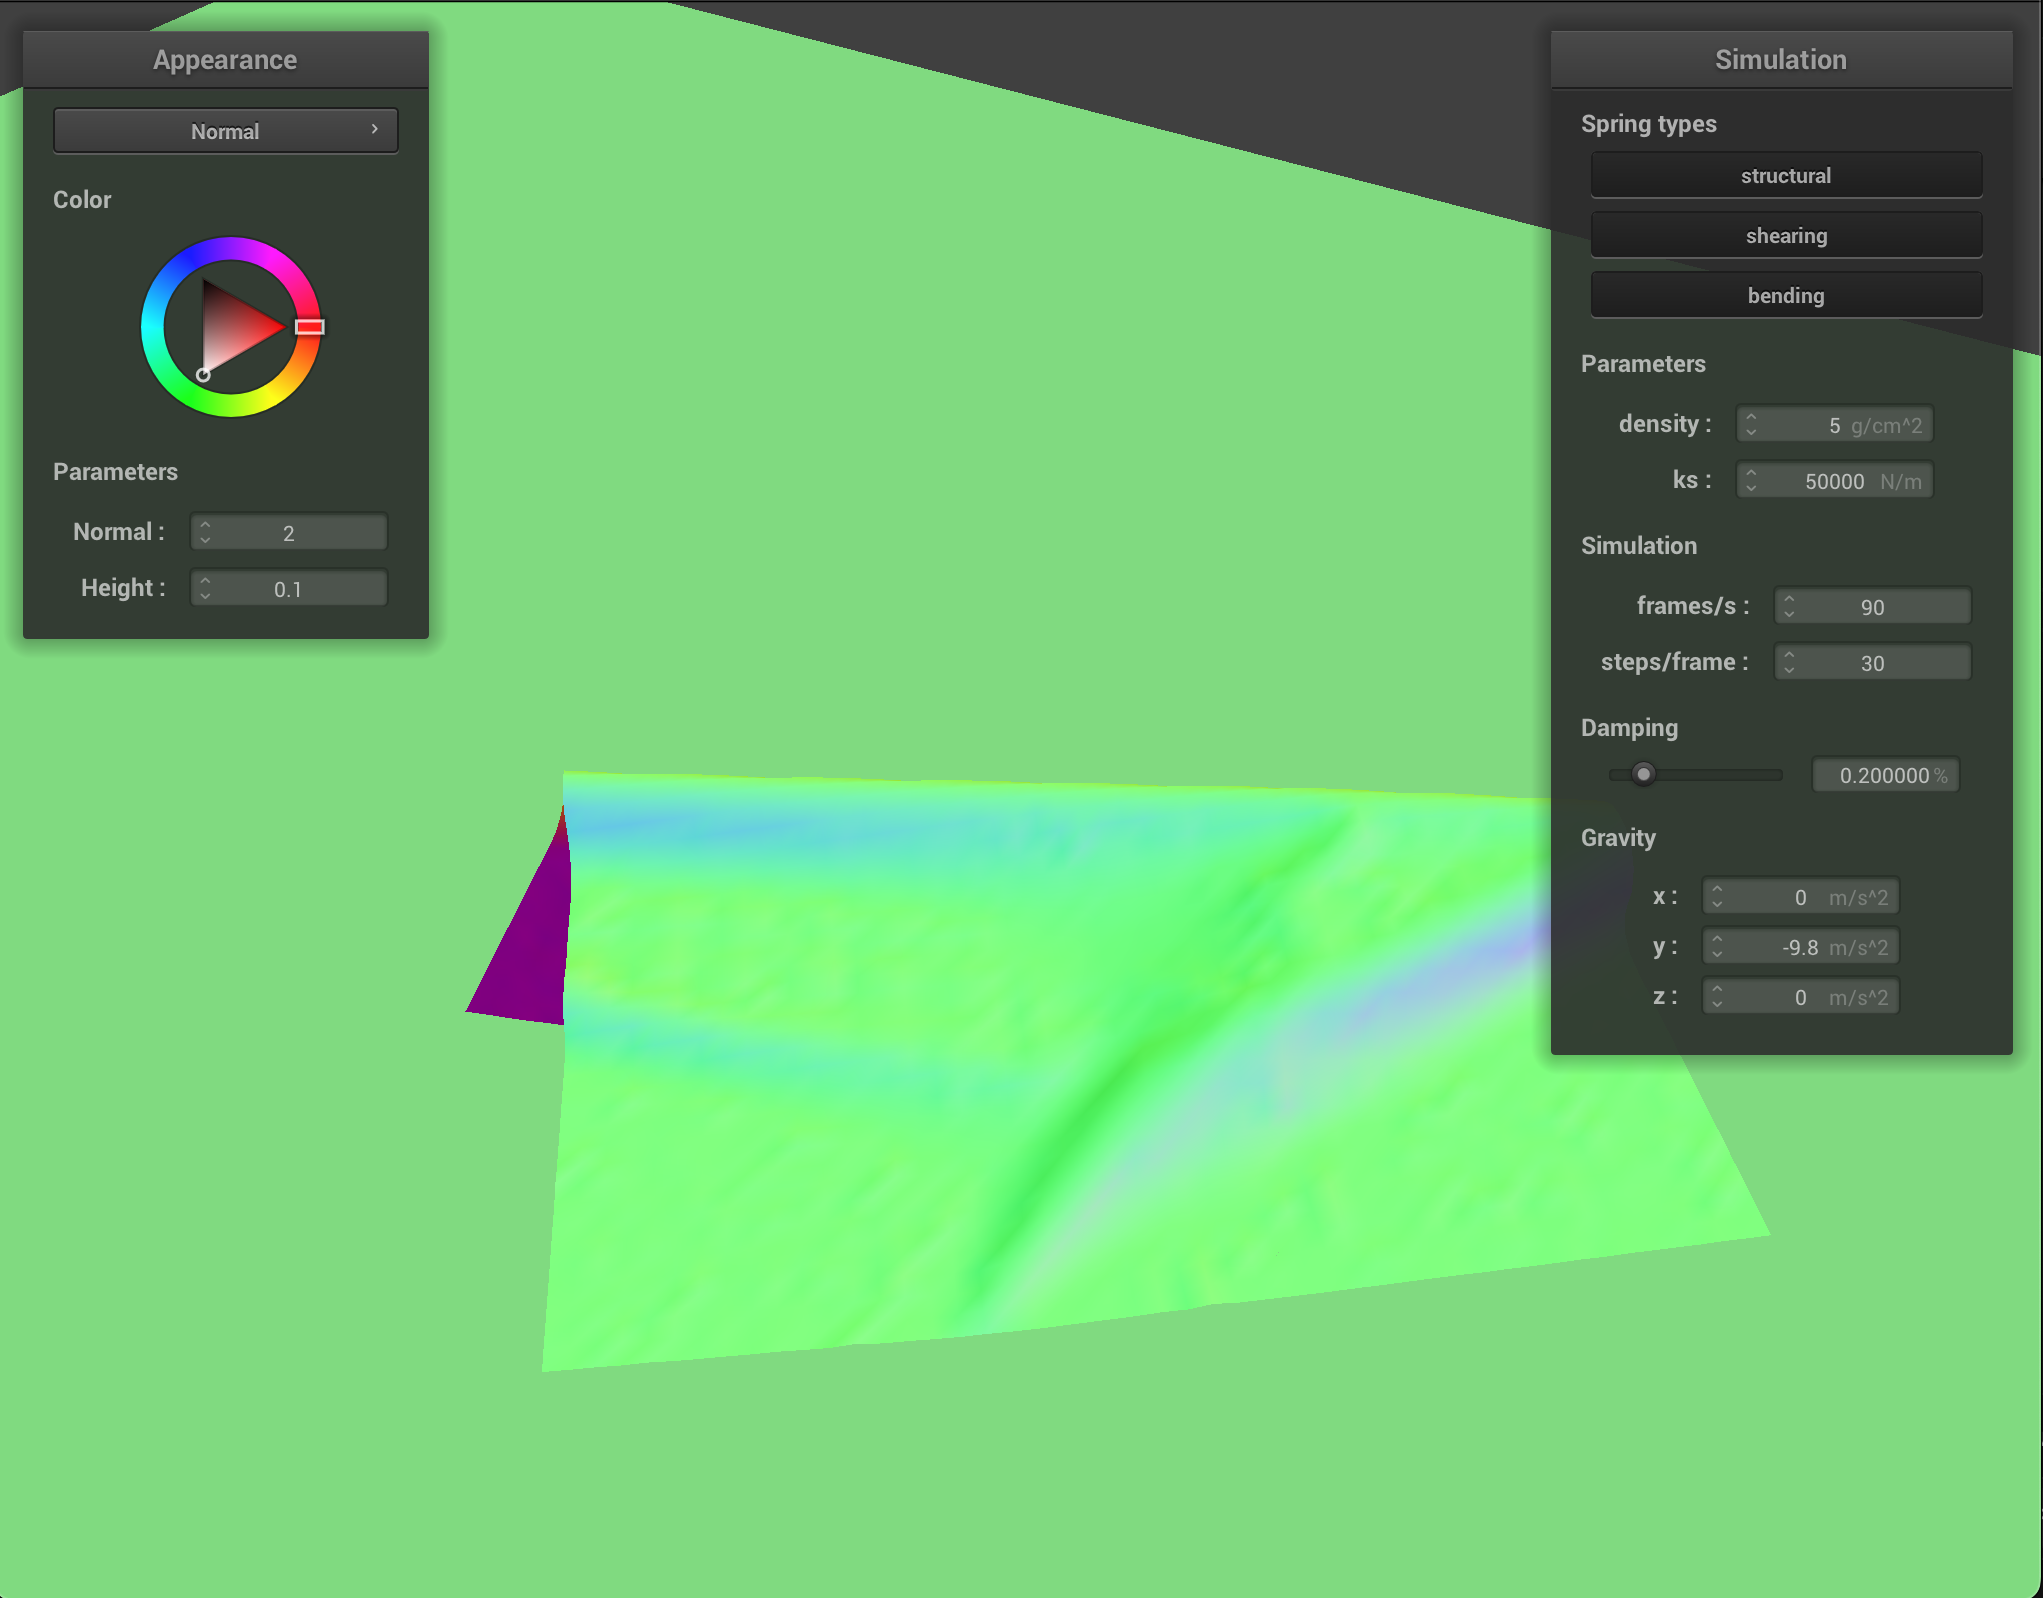 Appearance
Normal
Color
Parameters
Normal : 2
Height : 0.1
Simulation
Spring types
structural
shearing
bending
Parameters
density : 5 g/cm^2
ks : 50000 N/m
Simulation
frames/s : 90
steps/frame : 30
Damping
0.200000 %
Gravity
x : 0 m/s^2
y : -9.8 m/s^2
z : 0 m/s^2